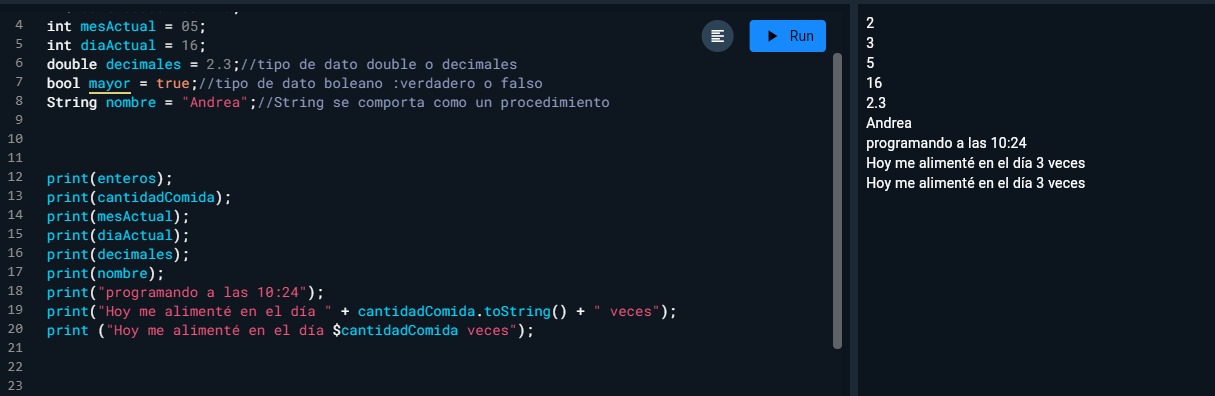 4 int mesActual = 05;
5 int diaActual = 16;
6 double decimales = 2.3;//tipo de dato double o decimales
7 bool mayor = true;//tipo de dato boleano :verdadero o falso
8 String nombre = "Andrea";//String se comporta como un procedimiento
9
10
11
12 print(enteros);
13 print(cantidadComida);
14 print(mesActual);
15 print(diaActual);
16 print(decimales);
17 print(nombre);
18 print("programando a las 10:24");
19 print("Hoy me alimenté en el día " + cantidadComida.toString() + " veces");
20 print ("Hoy me alimenté en el día $cantidadComida veces");
21
22
23
Run
2
3
5
16
2.3
Andrea
programando a las 10:24
Hoy me alimenté en el día 3 veces
Hoy me alimenté en el día 3 veces